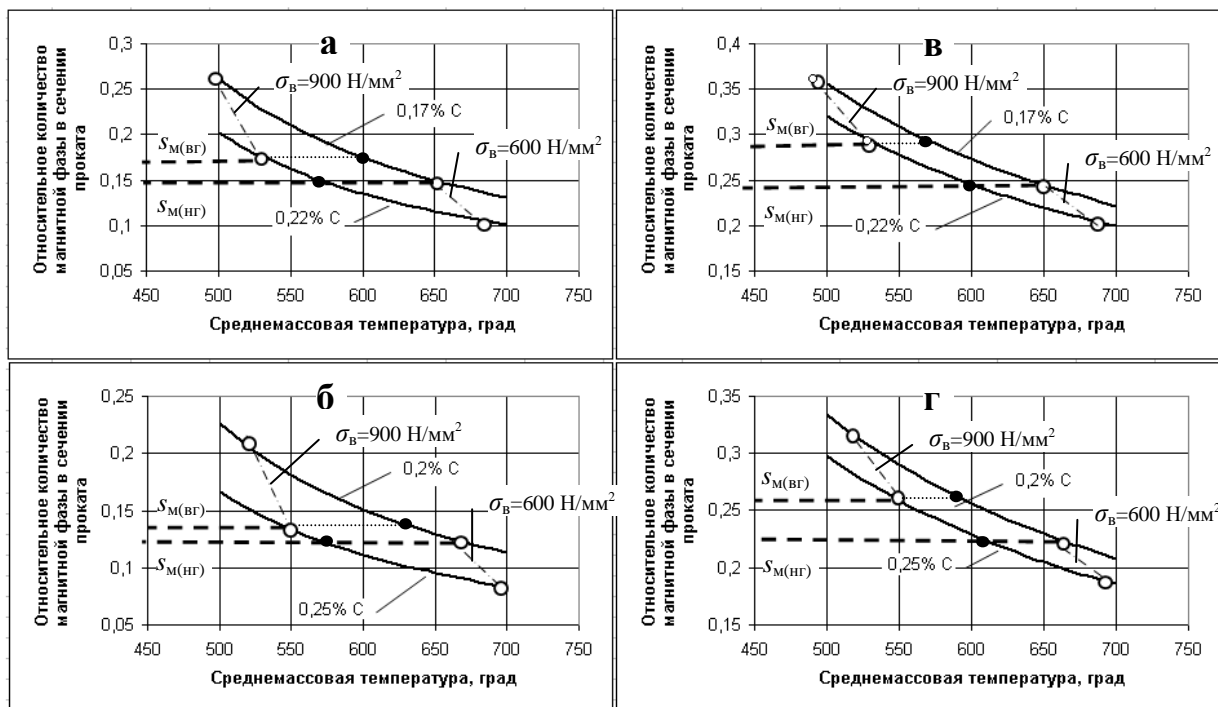 а
Относительное количество
магнитной фазы в сечении
проката
0,3
0,25
0,2
0,15
0,1
0,05
σв=900 Н/мм²
0,17% С
sм(вг)
σв=600 Н/мм²
sм(нг)
0,22% С
450 500 550 600 650 700 750
Среднемассовая температура, град
в
Относительное количество
магнитной фазы в сечении
проката
0,4
0,35
0,3
0,25
0,2
0,15
σв=900 Н/мм²
0,17% С
sм(вг)
σв=600 Н/мм²
sм(нг)
0,22% С
450 500 550 600 650 700 750
Среднемассовая температура, град
б
Относительное количество
магнитной фазы в сечении
проката
0,25
0,2
0,15
0,1
0,05
σв=900 Н/мм²
0,2% С
sм(вг)
σв=600 Н/мм²
sм(нг)
0,25% С
450 500 550 600 650 700 750
Среднемассовая температура, град
г
Относительное количество
магнитной фазы в сечении
проката
0,35
0,3
0,25
0,2
0,15
σв=900 Н/мм²
0,2% С
sм(вг)
σв=600 Н/мм²
sм(нг)
0,25% С
450 500 550 600 650 700 750
Среднемассовая температура, град